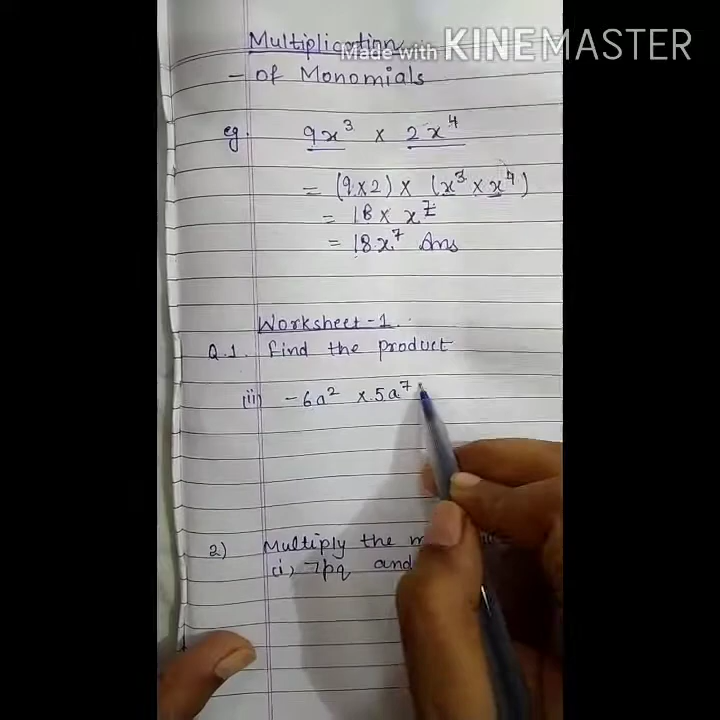 Multiplication
Made with KINEMASTER
- of Monomials
eg. 9x³ × 2x⁴
= (9×2) × (x³ × x⁴)
= 18 × x⁷
= 18x⁷ Ans
Worksheet-1.
Q.1. Find the product
(ii) -6a² × 5a⁷
2) Multiply the
(i) 7pq and